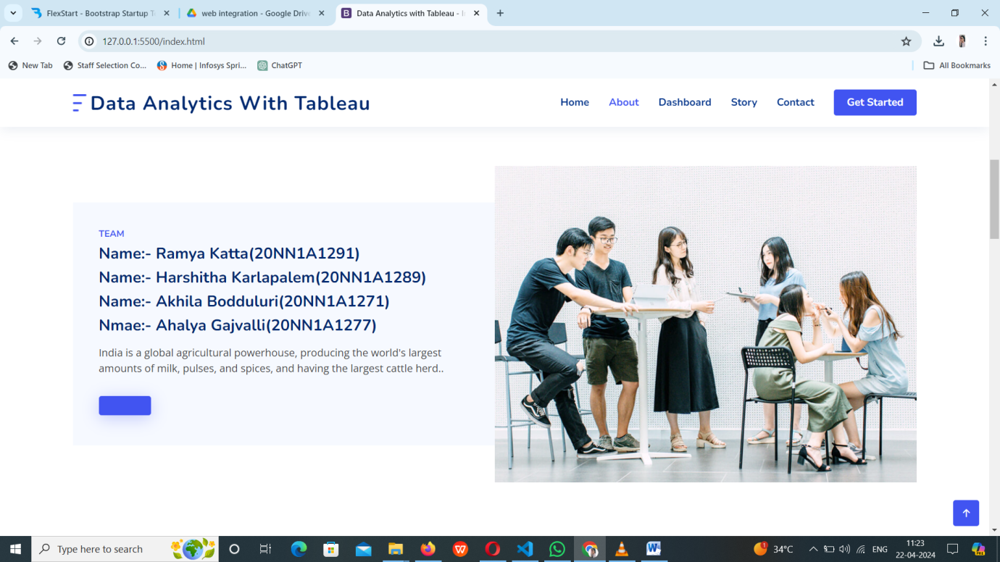 FlexStart - Bootstrap Startup Te
web integration - Google Drive
Data Analytics with Tableau - I
127.0.0.1:5500/index.html
New Tab
Staff Selection Co...
Home | Infosys Spri...
ChatGPT
All Bookmarks
Data Analytics With Tableau
Home
About
Dashboard
Story
Contact
Get Started
TEAM
Name:- Ramya Katta(20NN1A1291)
Name:- Harshitha Karlapalem(20NN1A1289)
Name:- Akhila Bodduluri(20NN1A1271)
Nmae:- Ahalya Gajvalli(20NN1A1277)
India is a global agricultural powerhouse, producing the world's largest
amounts of milk, pulses, and spices, and having the largest cattle herd..
Type here to search
1
34°C
ENG
11:23
22-04-2024